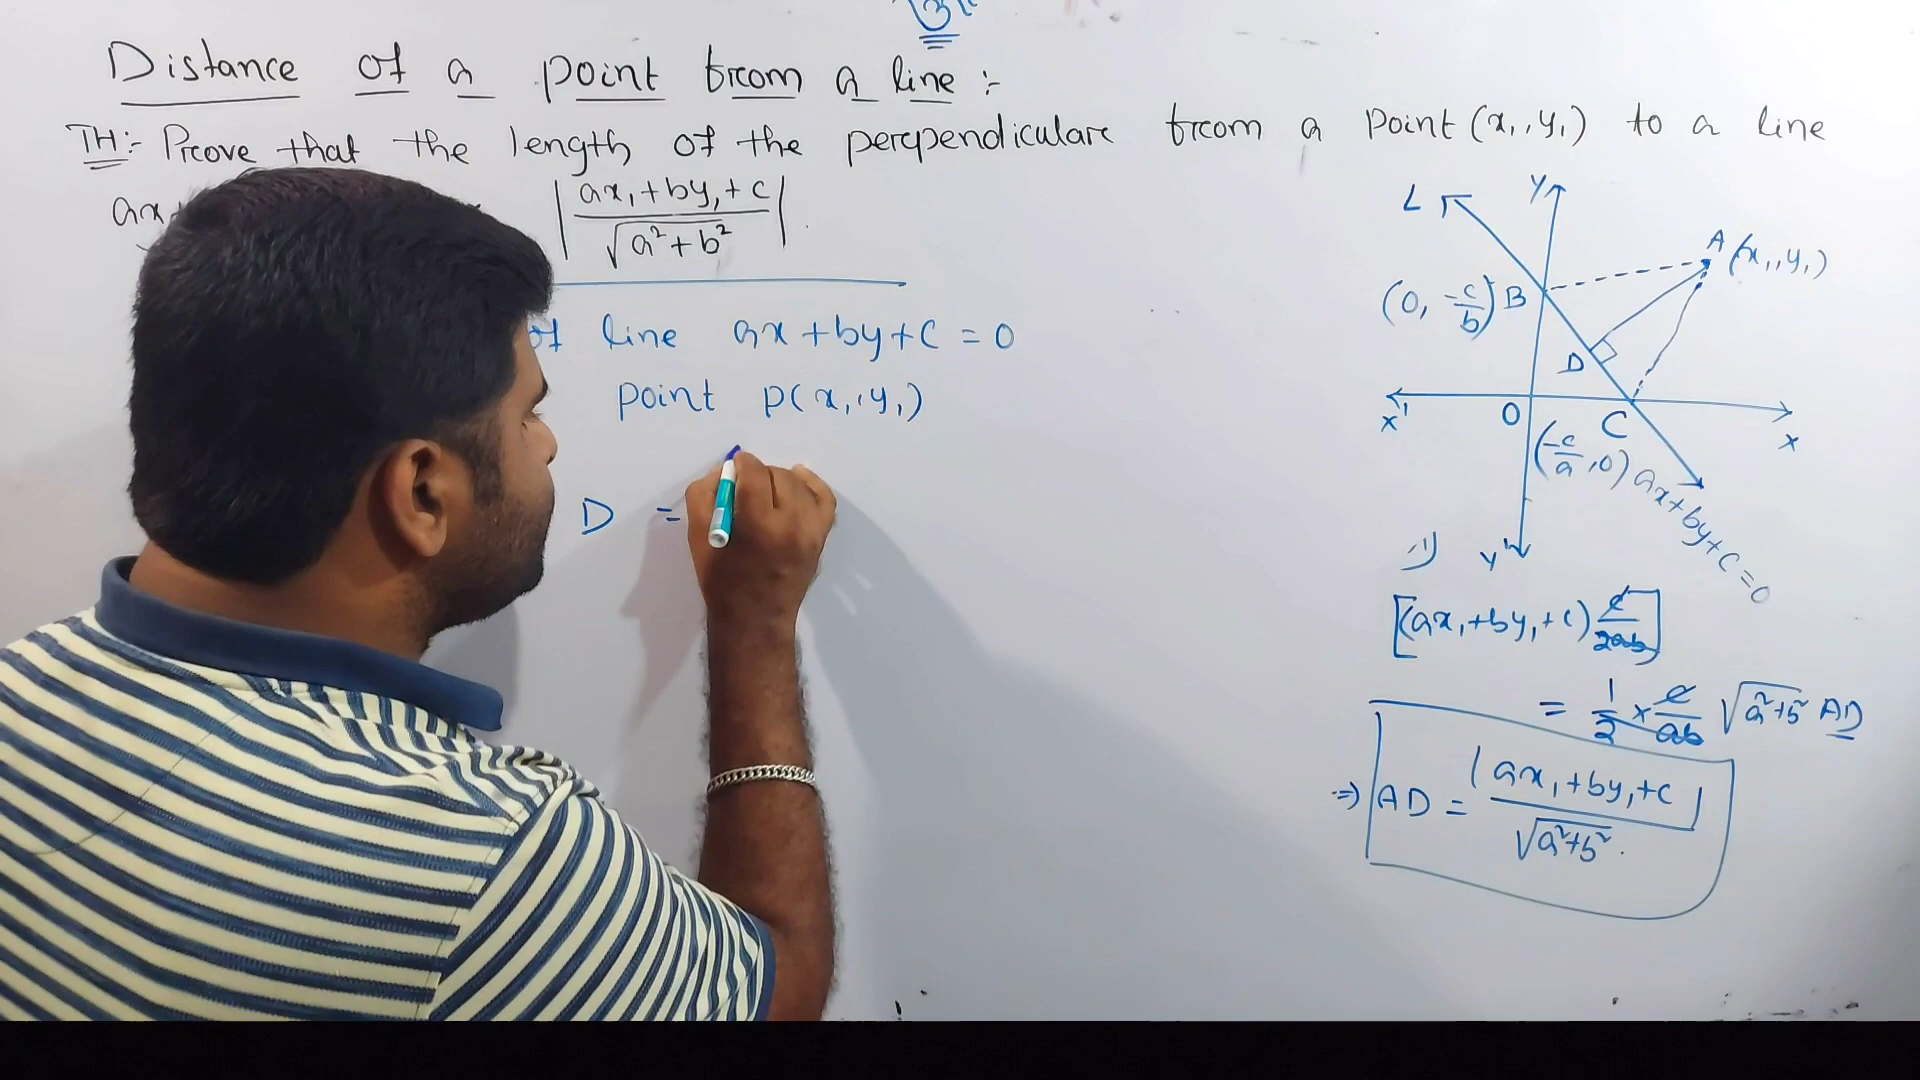 Distance of a point from a line :-
TH:- Prove that the length of the perpendicular from a point (x₁, y₁) to a line
ax | ax₁ + by₁ + c / √a² + b² | .
of line ax + by + c = 0
point P(x₁, y₁)
D =
L
Y
A (x₁, y₁)
(0, -c/b) B
D
X'
O
C
X
(-c/a, 0)
ax + by + c = 0
Y'
[(ax₁ + by₁ + c) c/2ab]
= 1/2 × c/ab √a²+b² AD
⇒ AD = | ax₁ + by₁ + c | / √a²+b² .